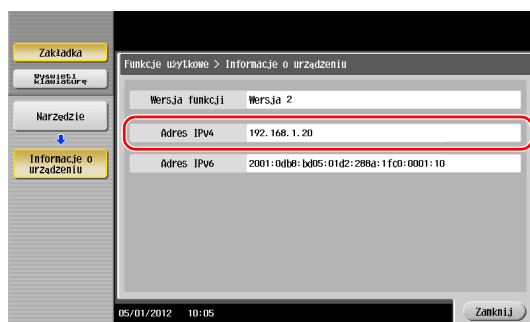 Zakładka
Wyświetl
klawiaturę
Narzędzie
Informacje o
urządzeniu
Funkcje użytkowe > Informacje o urządzeniu
Wersja funkcji Wersja 2
Adres IPv4 192.168.1.20
Adres IPv6 2001:0db8:bd05:01d2:288a:1fc0:0001:10
05/01/2012 10:05
Zamknij